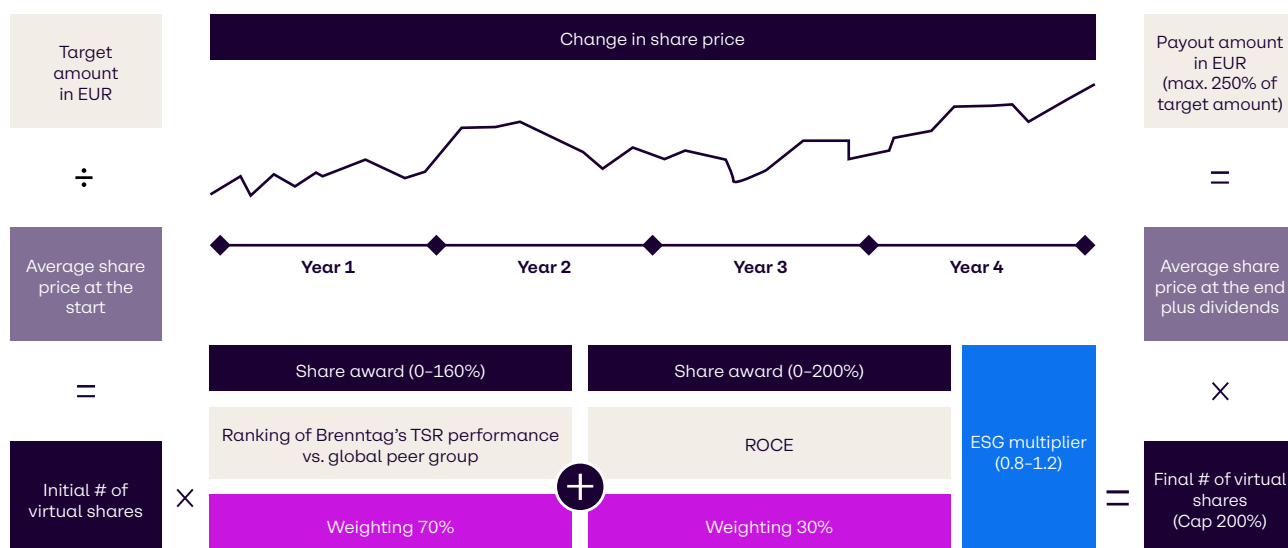 Target
amount
in EUR
÷
Average share
price at the
start
=
Initial # of
virtual shares
×
Change in share price
Year 1
Year 2
Year 3
Year 4
Share award (0–160%)
Ranking of Brenntag’s TSR performance
vs. global peer group
Weighting 70%
+
Share award (0–200%)
ROCE
Weighting 30%
ESG multiplier
(0.8–1.2)
=
Payout amount
in EUR
(max. 250% of
target amount)
=
Average share
price at the end
plus dividends
×
Final # of virtual
shares
(Cap 200%)